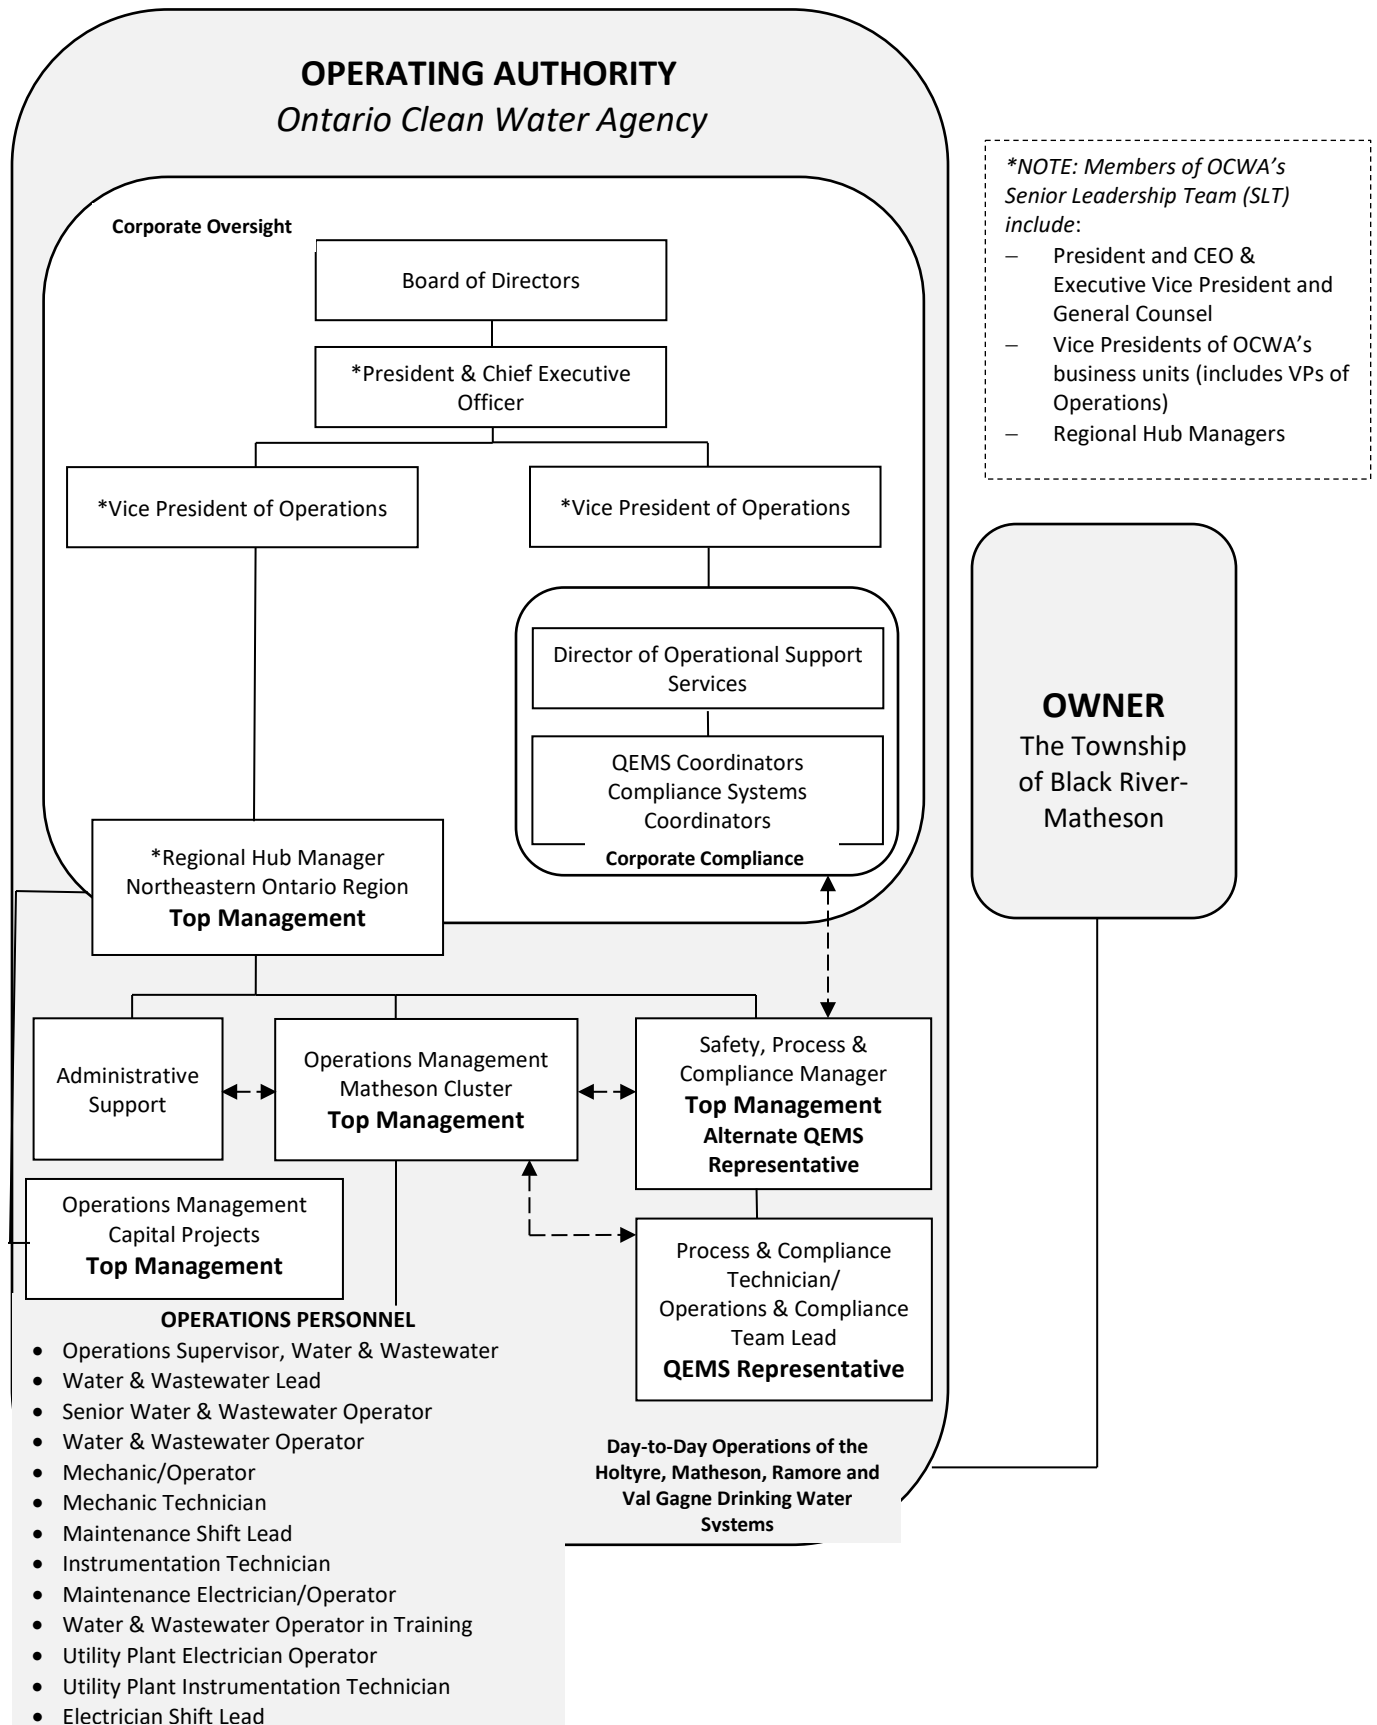 OPERATING AUTHORITY
Ontario Clean Water Agency
*NOTE: Members of OCWA’s
Senior Leadership Team (SLT)
include:
– President and CEO &
Executive Vice President and
General Counsel
– Vice Presidents of OCWA’s
business units (includes VPs of
Operations)
– Regional Hub Managers
Corporate Oversight
Board of Directors
*President & Chief Executive
Officer
*Vice President of Operations
*Vice President of Operations
Director of Operational Support
Services
QEMS Coordinators
Compliance Systems
Coordinators
Corporate Compliance
OWNER
The Township
of Black River-
Matheson
*Regional Hub Manager
Northeastern Ontario Region
Top Management
Administrative
Support
Operations Management
Matheson Cluster
Top Management
Safety, Process &
Compliance Manager
Top Management
Alternate QEMS
Representative
Operations Management
Capital Projects
Top Management
Process & Compliance
Technician/
Operations & Compliance
Team Lead
QEMS Representative
OPERATIONS PERSONNEL
• Operations Supervisor, Water & Wastewater
• Water & Wastewater Lead
• Senior Water & Wastewater Operator
• Water & Wastewater Operator
• Mechanic/Operator
• Mechanic Technician
• Maintenance Shift Lead
• Instrumentation Technician
• Maintenance Electrician/Operator
• Water & Wastewater Operator in Training
• Utility Plant Electrician Operator
• Utility Plant Instrumentation Technician
• Electrician Shift Lead
Day-to-Day Operations of the
Holtyre, Matheson, Ramore and
Val Gagne Drinking Water
Systems